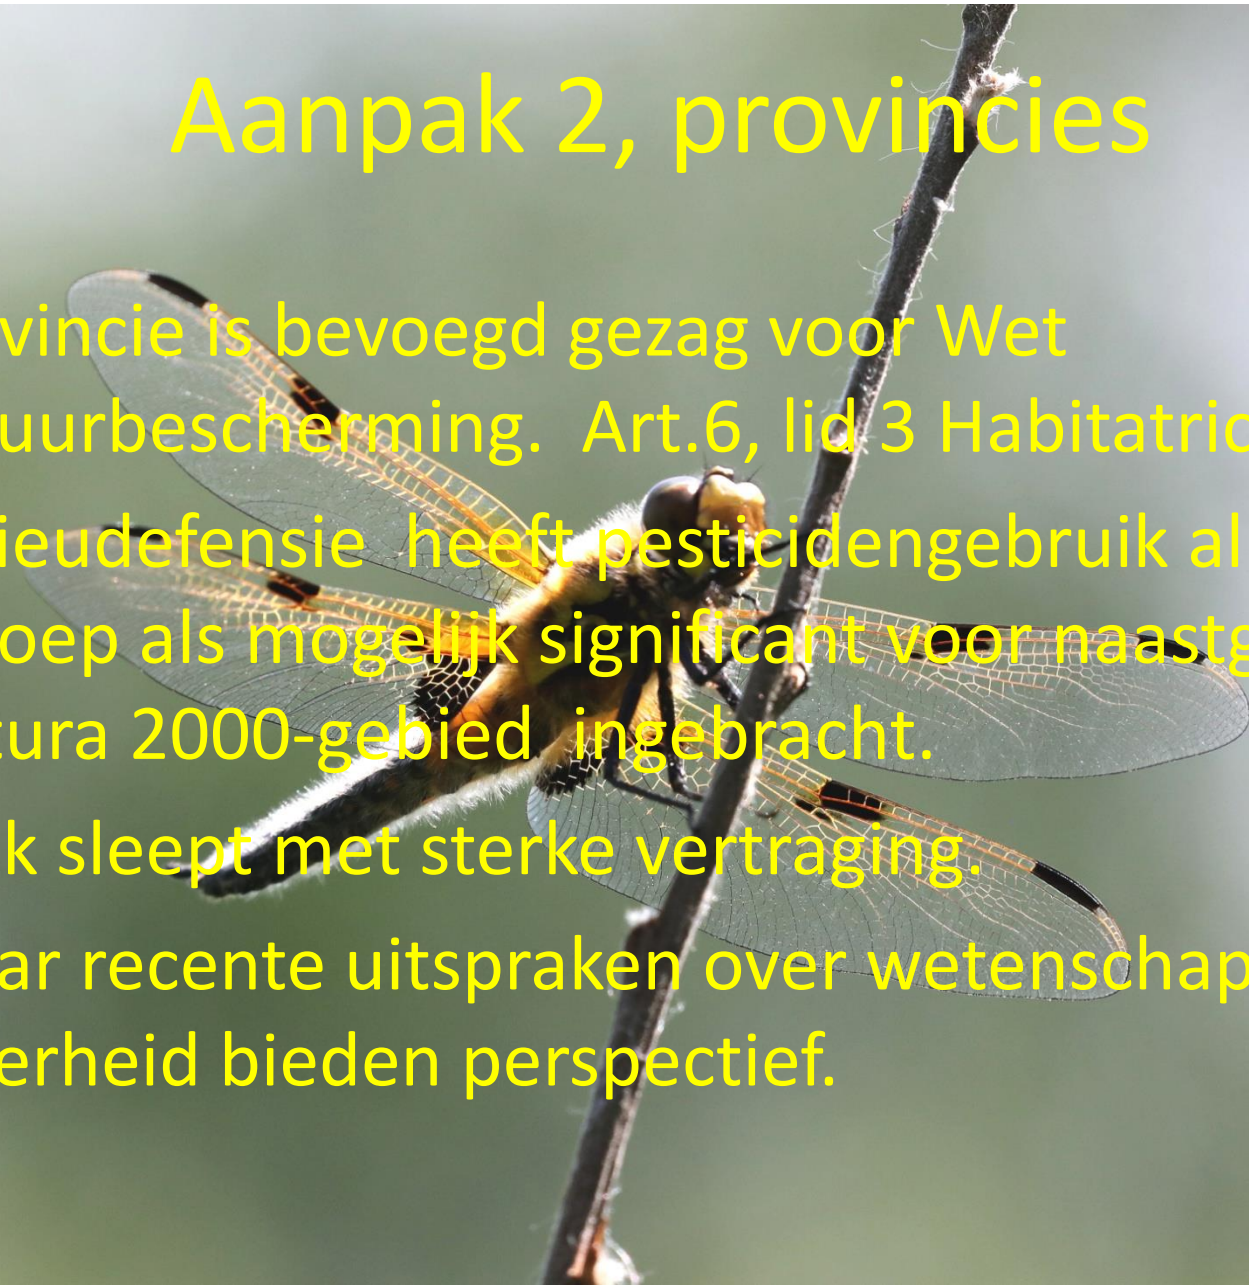 Aanpak 2, provincies
vincie is bevoegd gezag voor Wet
uurbescherming. Art.6, lid 3 Habitatric
ieudefensie heeft pesticidengebruik al
oep als mogelijk significant voor naastg
tura 2000-gebied ingebracht.
k sleept met sterke vertraging.
ar recente uitspraken over wetenschap
erheid bieden perspectief.